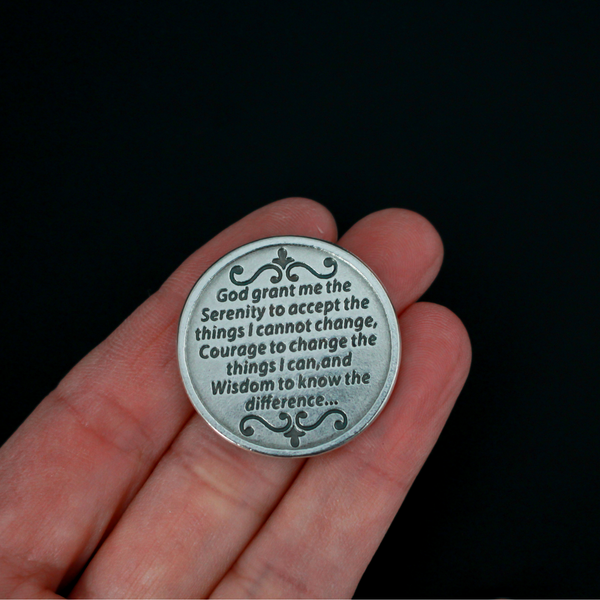 God grant me the
Serenity to accept the
things I cannot change,
Courage to change the
things I can,and
Wisdom to know the
difference...